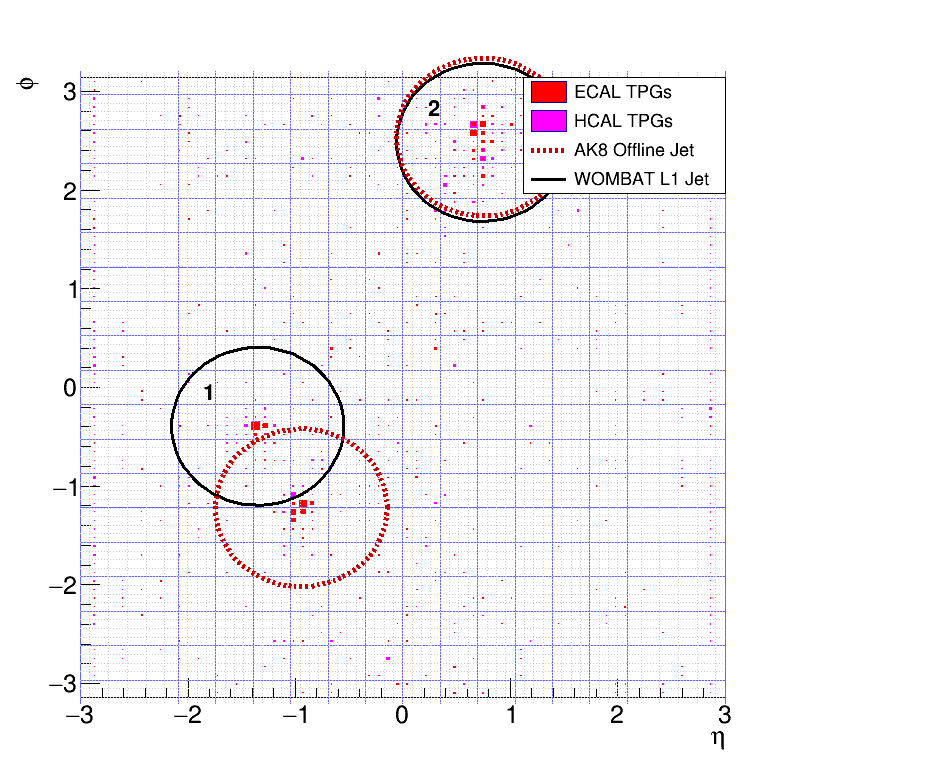 ϕ
3
2
1
0
−1
−2
−3
−3 −2 −1 0 1 2 3
η
2
1
ECAL TPGs
HCAL TPGs
AK8 Offline Jet
WOMBAT L1 Jet